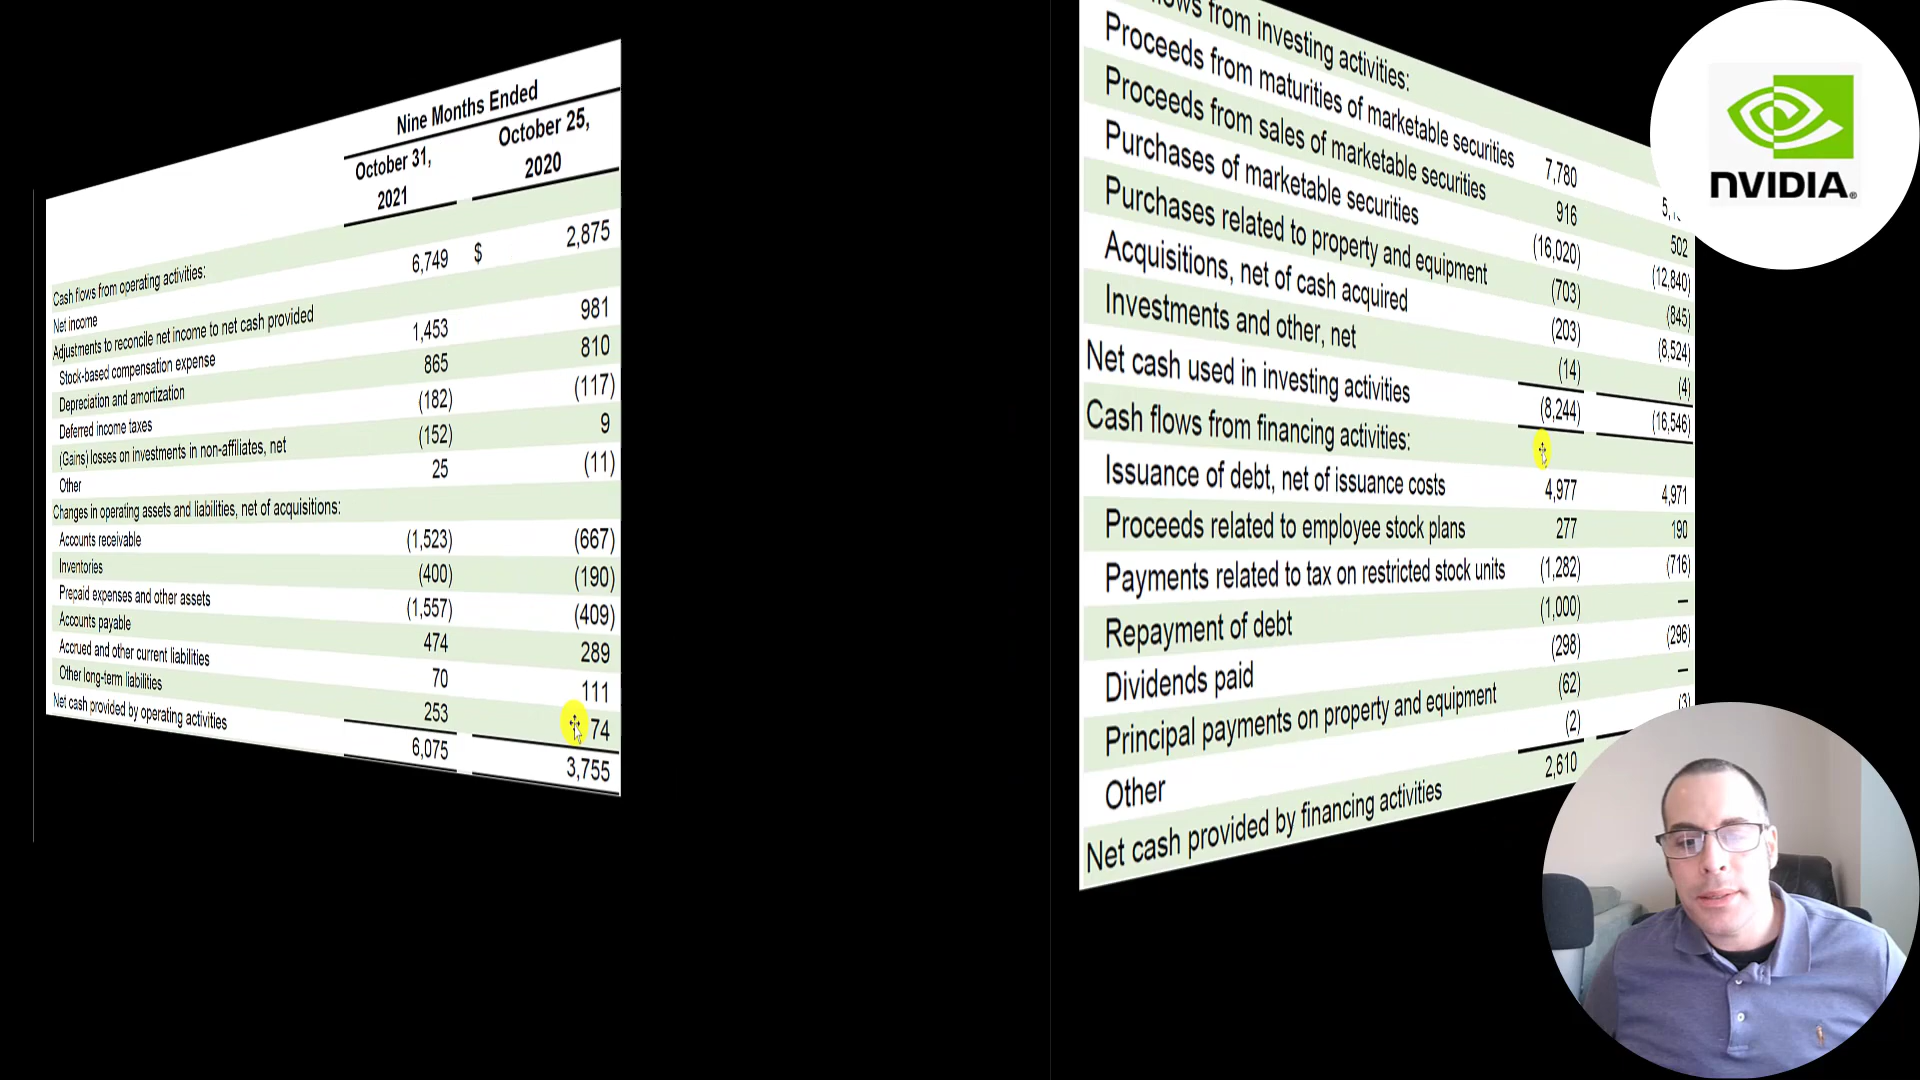 Nine Months Ended
October 31, 2021
October 25, 2020
Cash flows from operating activities:
Net income 6,749 $ 2,875
Adjustments to reconcile net income to net cash provided
Stock-based compensation expense 1,453 981
Depreciation and amortization 865 810
Deferred income taxes (182) (117)
(Gains) losses on investments in non-affiliates, net (152) 9
Other 25 (11)
Changes in operating assets and liabilities, net of acquisitions:
Accounts receivable (1,523) (667)
Inventories (400) (190)
Prepaid expenses and other assets (1,557) (409)
Accounts payable 474 289
Accrued and other current liabilities 70 111
Other long-term liabilities 253 74
Net cash provided by operating activities 6,075 3,755
from investing activities:
Proceeds from maturities of marketable securities 7,780
Proceeds from sales of marketable securities 916 502
Purchases of marketable securities (16,020) (12,840)
Purchases related to property and equipment (703) (845)
Acquisitions, net of cash acquired (203) (8,524)
Investments and other, net (14) (4)
Net cash used in investing activities (8,244) (16,546)
Cash flows from financing activities:
Issuance of debt, net of issuance costs 4,977 4,971
Proceeds related to employee stock plans 277 190
Payments related to tax on restricted stock units (1,282) (716)
Repayment of debt (1,000) —
Dividends paid (298) (296)
Principal payments on property and equipment (62) —
Other (2) (3)
Net cash provided by financing activities 2,610
NVIDIA.®